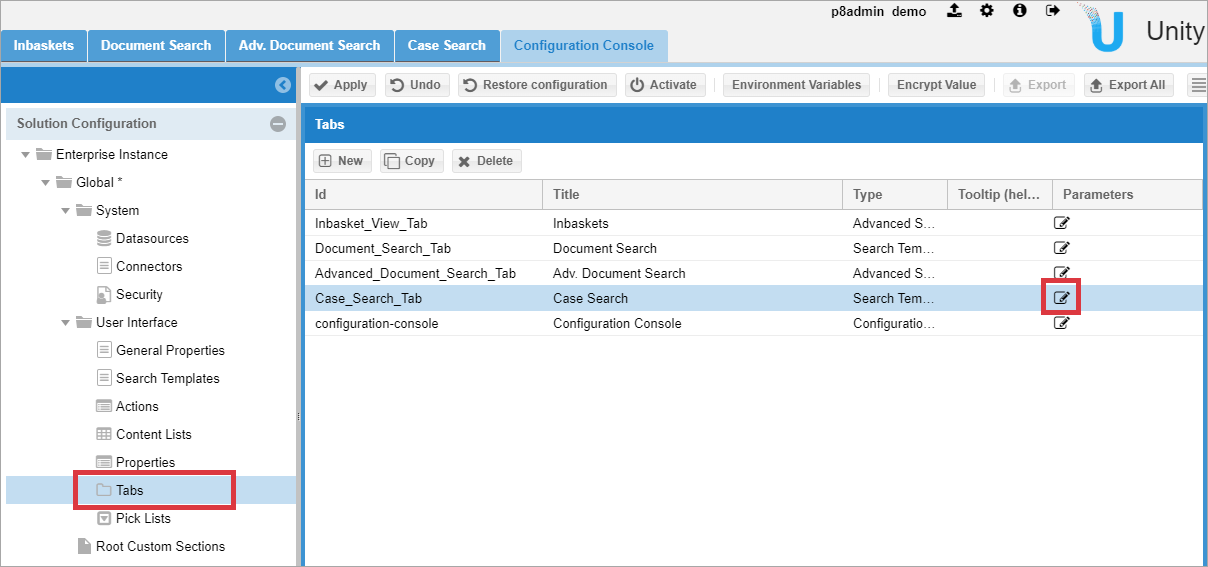 p8admin demo
Unity
Inbaskets Document Search Adv. Document Search Case Search Configuration Console
Apply Undo Restore configuration Activate Environment Variables Encrypt Value Export Export All
Solution Configuration
Enterprise Instance
Global *
System
Datasources
Connectors
Security
User Interface
General Properties
Search Templates
Actions
Content Lists
Properties
Tabs
Pick Lists
Root Custom Sections
Tabs
New Copy Delete
Id Title Type Tooltip (hel... Parameters
Inbasket_View_Tab Inbaskets Advanced S...
Document_Search_Tab Document Search Search Tem...
Advanced_Document_Search_Tab Adv. Document Search Advanced S...
Case_Search_Tab Case Search Search Tem...
configuration-console Configuration Console Configuratio...